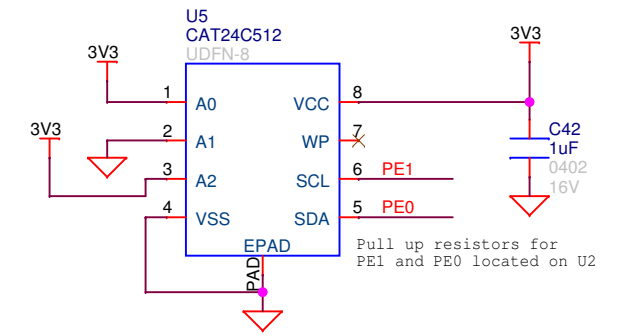 U5
CAT24C512
UDFN-8
3V3
3V3
3V3
1 A0 VCC 8
2 A1 WP 7
3 A2 SCL 6 PE1
4 VSS SDA 5 PE0
EPAD
PAD
C42
1uF
0402
16V
Pull up resistors for
PE1 and PE0 located on U2